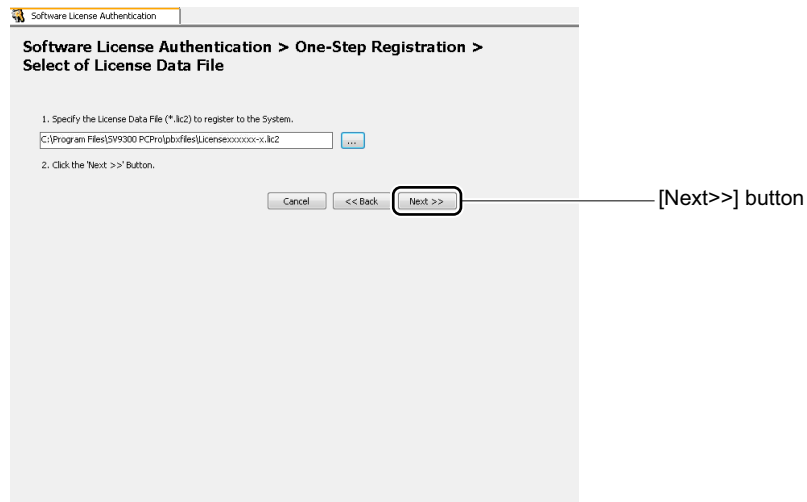 Software License Authentication
Software License Authentication > One-Step Registration >
Select of License Data File
1. Specify the License Data File (*.lic2) to register to the System.
C:\Program Files\SV9300 PCPro\pbxfiles\Licensexxxxxx-x.lic2
...
2. Click the 'Next >>' Button.
Cancel << Back Next >>
[Next>>] button